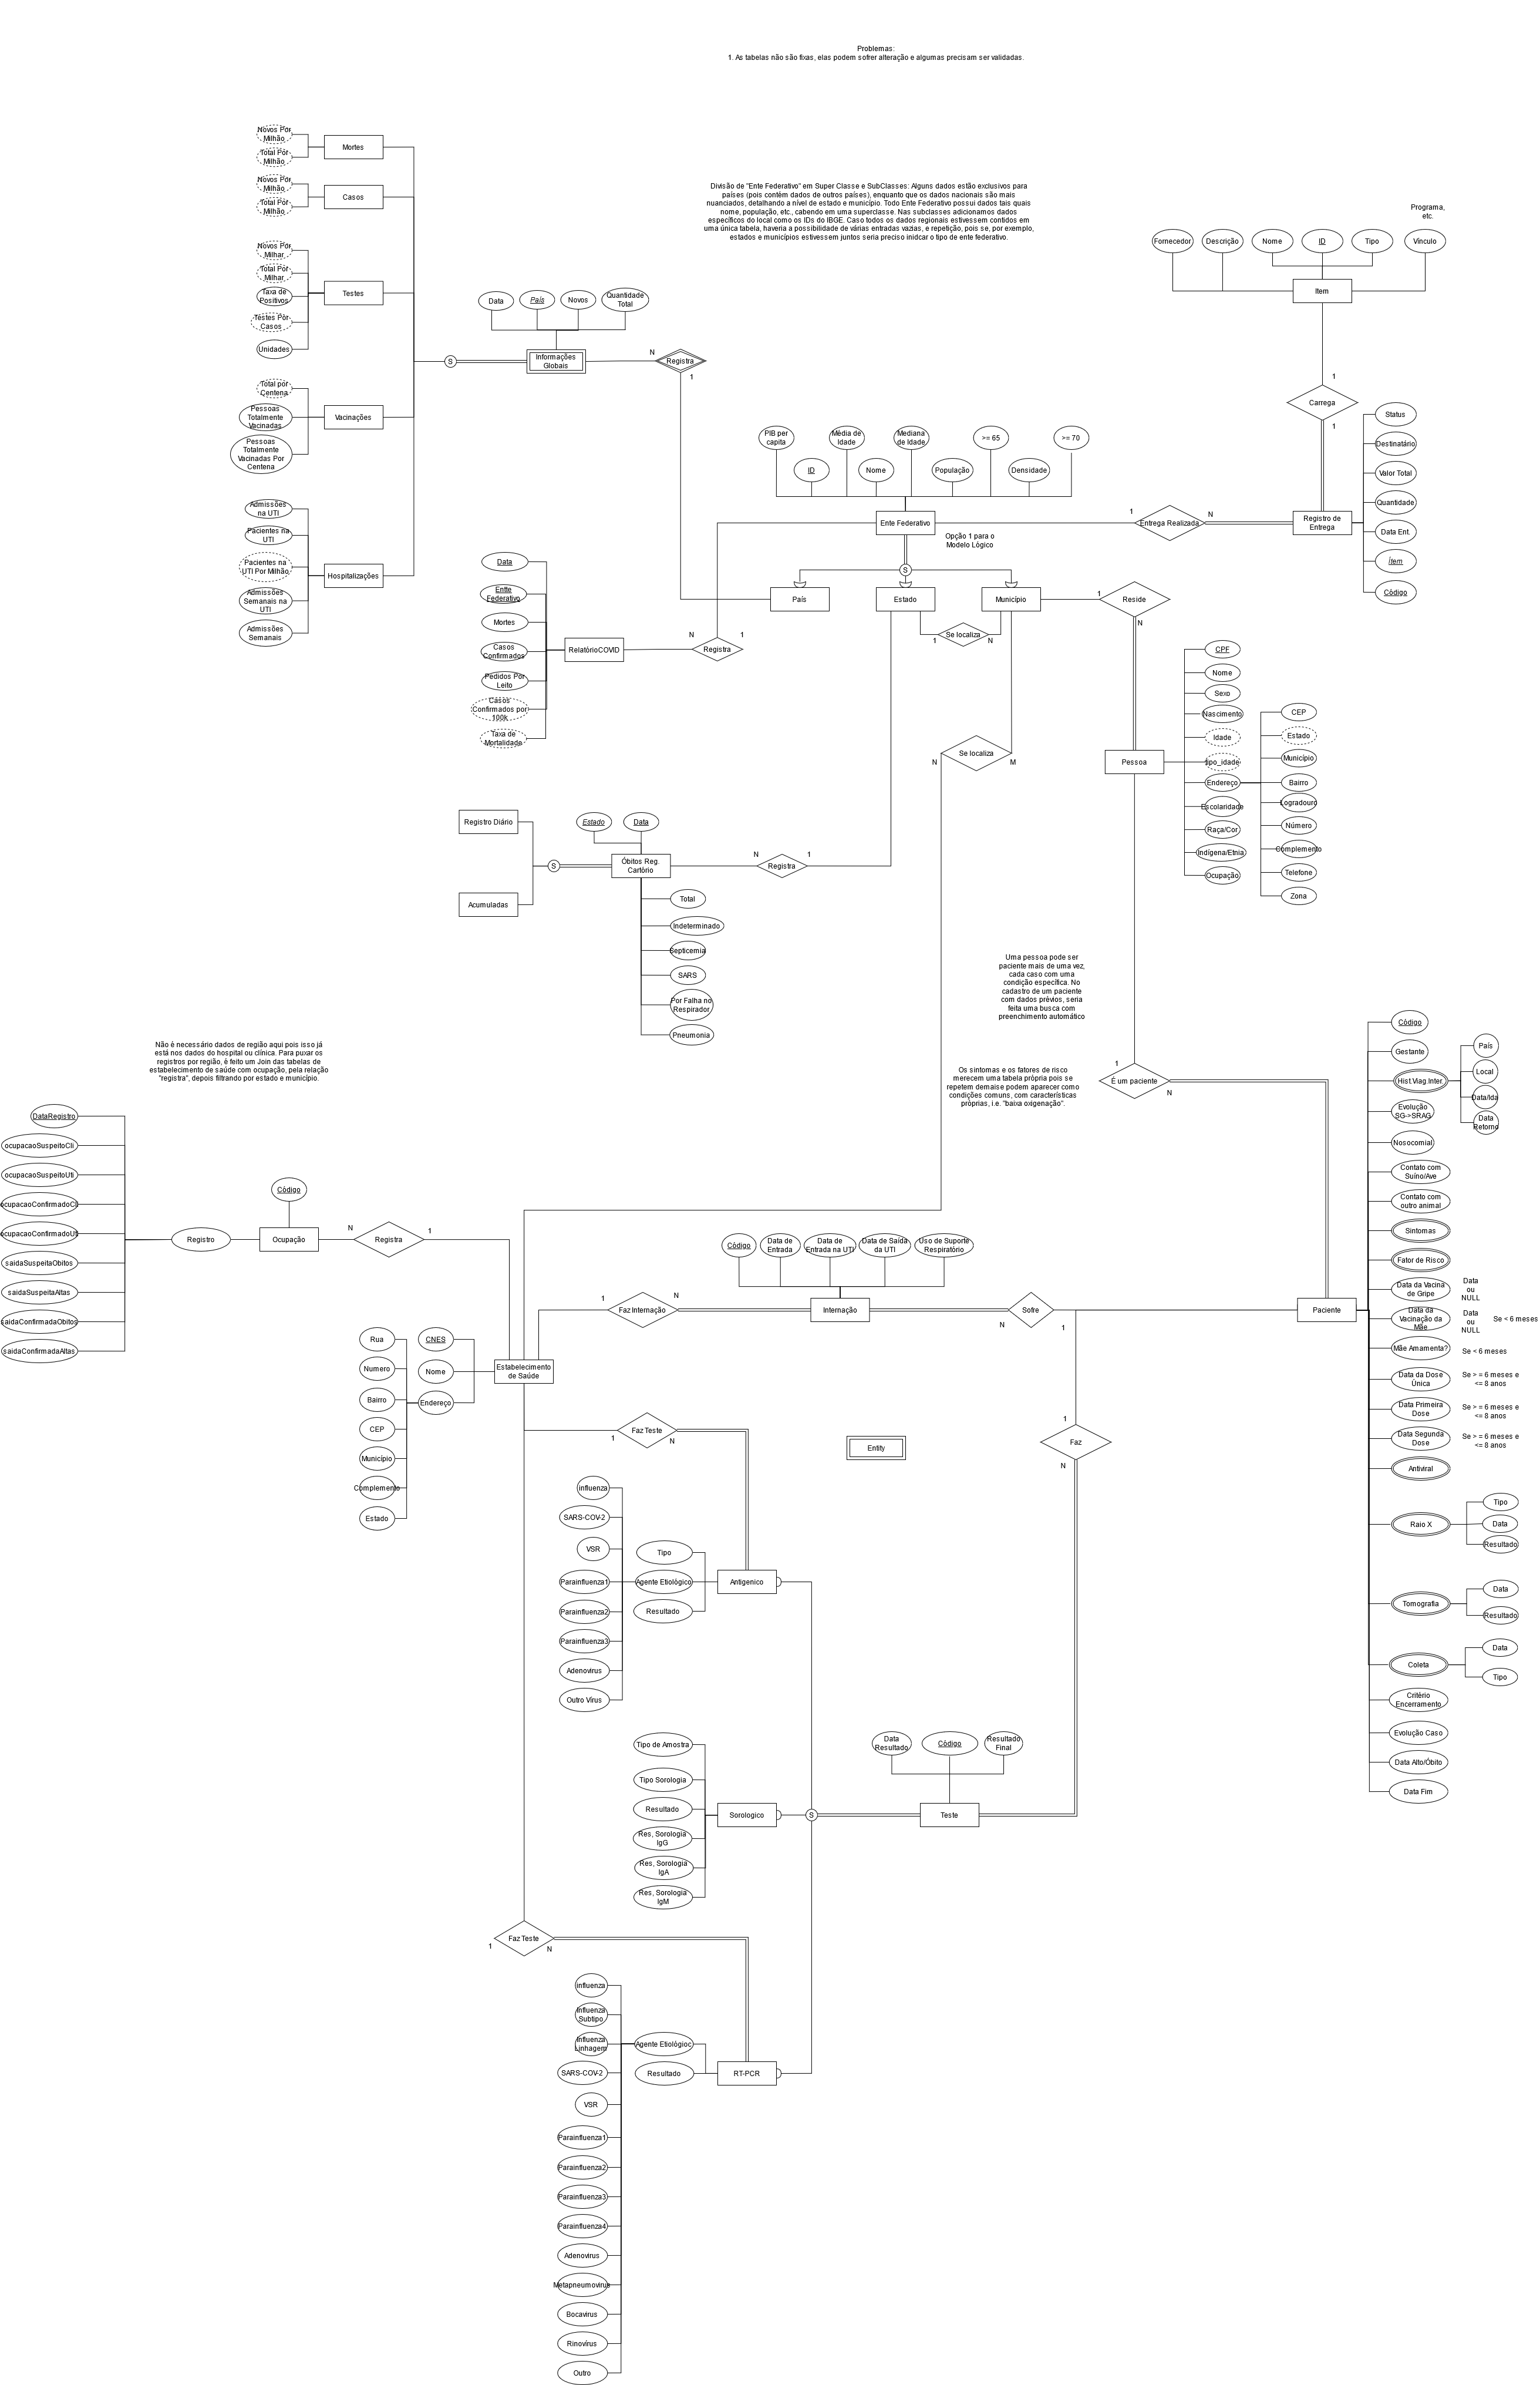 Problemas:
1. As tabelas não são fixas, elas podem sofrer alteração e algumas precisam ser validadas.
Novos Por
Milhão
Total Por
Milhão
Mortes
Novos Por
Milhão
Total Por
Milhão
Casos
Novos Por
Milhar
Total Por
Milhar
Taxa de
Positivos
Testes Por
Casos
Unidades
Testes
Total por
Centena
Pessoas
Totalmente
Vacinadas
Pessoas
Totalmente
Vacinadas Por
Centena
Vacinações
Admissões
na UTI
Pacientes na
UTI
Pacientes na
UTI Por Milhão
Admissões
Semanais na
UTI
Admissões
Semanais
Hospitalizações
S
Data
País
Novos
Quantidade
Total
Informações
Globais
N
Registra
1
Divisão de "Ente Federativo" em Super Classe e SubClasses: Alguns dados estão exclusivos para
países (pois contêm dados de outros países), enquanto que os dados nacionais são mais
nuanciados, detalhando a nível de estado e município. Todo Ente Federativo possui dados tais quais
nome, população, etc., cabendo em uma superclasse. Nas subclasses adicionamos dados
específicos do local como os IDs do IBGE. Caso todos os dados regionais estivessem contidos em
uma única tabela, haveria a possibilidade de várias entradas vazias, e repetição, pois se, por exemplo,
estados e municípios estivessem juntos seria preciso inidcar o tipo de ente federativo.
Programa,
etc.
Fornecedor
Descrição
Nome
ID
Tipo
Vínculo
Item
1
Carrega
1
Status
Destinatário
Valor Total
Quantidade
Data Ent.
Ítem
Código
Registro de
Entrega
PIB per
capita
ID
Média de
Idade
Nome
Mediana
de Idade
População
>= 65
Densidade
>= 70
Ente Federativo
1
Entrega Realizada
N
Opção 1 para o
Modelo Lógico
S
País
Estado
Município
1
Se localiza
N
1
Reside
N
Data
Entte
Federativo
Mortes
Casos
Confirmados
Pedidos Por
Leito
Casos
Confirmados por
100k
Taxa de
Mortalidade
RelatórioCOVID
N
Registra
1
N
Se localiza
M
Pessoa
CPF
Nome
Sexo
Nascimento
Idade
tipo_idade
Endereço
Escolaridade
Raça/Cor
Indígena/Etnia
Ocupação
CEP
Estado
Município
Bairro
Logradouro
Número
Complemento
Telefone
Zona
Registro Diário
Acumuladas
S
Estado
Data
Óbitos Reg.
Cartório
N
Registra
1
Total
Indeterminado
Septicemia
SARS
Por Falha no
Respirador
Pneumonia
Uma pessoa pode ser
paciente mais de uma vez,
cada caso com uma
condição específica. No
cadastro de um paciente
com dados prévios, seria
feita uma busca com
preenchimento automático
Os sintomas e os fatores de risco
merecem uma tabela própria pois se
repetem demaise podem aparecer como
condições comuns, com características
próprias, i.e. "baixa oxigenação".
1
É um paciente
N
Não é necessário dados de região aqui pois isso já
está nos dados do hospital ou clínica. Para puxar os
registros por região, é feito um Join das tabelas de
estabelecimento de saúde com ocupação, pela relação
"registra", depois filtrando por estado e município.
DataRegistro
ocupacaoSuspeitoCli
ocupacaoSuspeitoUti
ocupacaoConfirmadoCli
ocupacaoConfirmadoUti
saidaSuspeitaObitos
saidaSuspeitaAltas
saidaConfirmadaObitos
saidaConfirmadaAltas
Registro
Código
Ocupação
N
Registra
1
Rua
Numero
Bairro
CEP
Município
Complemento
Estado
CNES
Nome
Endereço
Estabelecimento
de Saúde
1
Faz Internação
N
Código
Data de
Entrada
Data de
Entrada na UTI
Data de Saída
da UTI
Uso de Suporte
Respiratório
Internação
N
Sofre
1
Paciente
Código
Gestante
Hist.Viag.Inter.
País
Local
Data/Ida
Data
Retorno
Evolução
SG->SRAG
Nosocomial
Contato com
Suíno/Ave
Contato com
outro animal
Sintomas
Fator de Risco
Data da Vacina
de Gripe
Data
ou
NULL
Data da
Vacinação da
Mãe
Data
ou
NULL
Se < 6 meses
Mãe Amamenta?
Se < 6 meses
Data da Dose
Única
Se > = 6 meses e
<= 8 anos
Data Primeira
Dose
Se > = 6 meses e
<= 8 anos
Data Segunda
Dose
Se > = 6 meses e
<= 8 anos
Antiviral
Raio X
Tipo
Data
Resultado
Tomografia
Data
Resultado
Coleta
Data
Tipo
Critério
Encerramento
Evolução Caso
Data Alto/Óbito
Data Fim
1
Faz Teste
N
Entity
1
Faz
N
influenza
SARS-COV-2
VSR
Parainfluenza1
Parainfluenza2
Parainfluenza3
Adenovirus
Outro Vírus
Tipo
Agente Etiológico
Resultado
Antigenico
Tipo de Amostra
Tipo Sorologia
Resultado
Res, Sorologia
IgG
Res, Sorologia
IgA
Res, Sorologia
IgM
Sorologico
S
Data
Resultado
Código
Resultado
Final
Teste
1
Faz Teste
N
influenza
Influenza
Subtipo
Influenza
Linhagem
SARS-COV-2
VSR
Parainfluenza1
Parainfluenza2
Parainfluenza3
Parainfluenza4
Adenovirus
Metapneumovirus
Bocavirus
Rinovírus
Outro
Agente Etiológioc
Resultado
RT-PCR